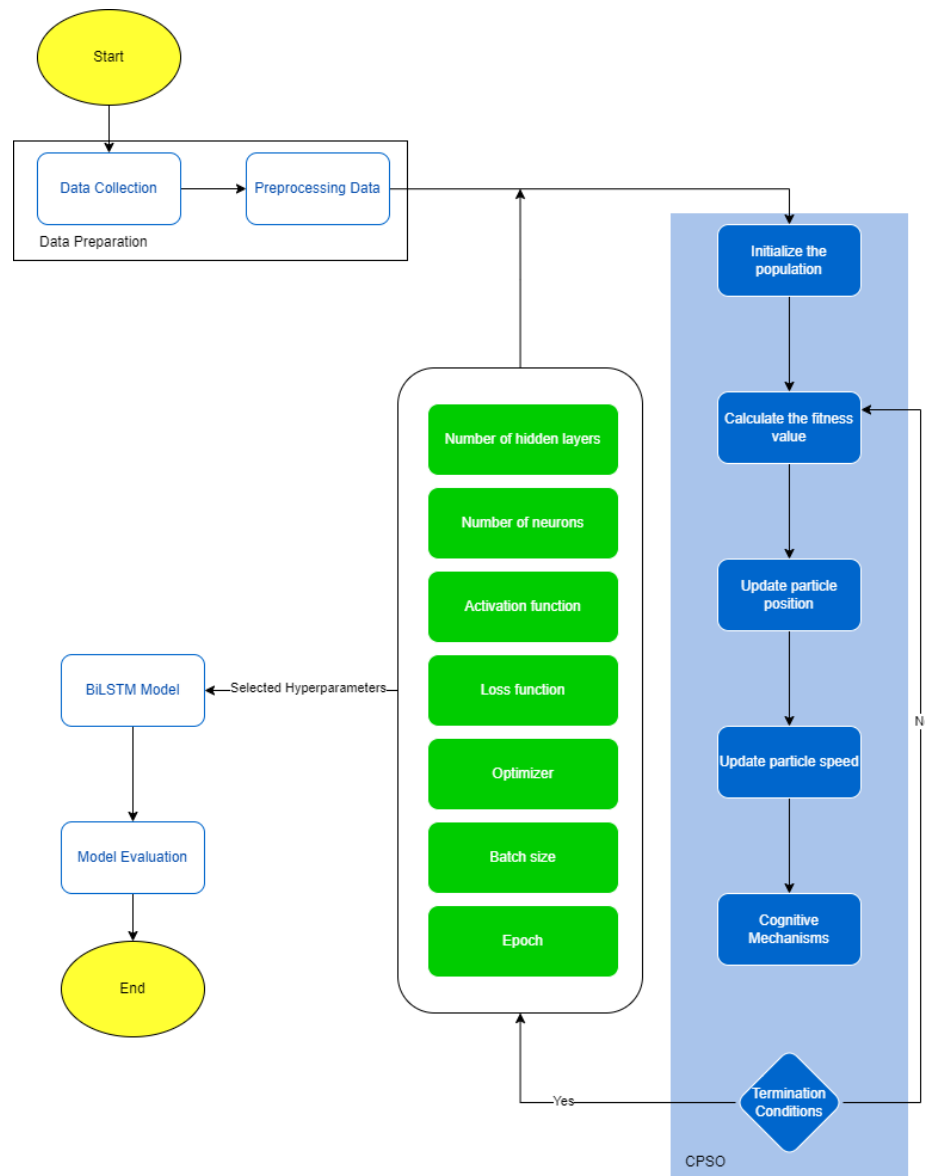 Start
Data Collection
Preprocessing Data
Data Preparation
Initialize the
population
Calculate the fitness
value
Update particle
position
Update particle speed
Cognitive
Mechanisms
Termination
Conditions
CPSO
N
Yes
Number of hidden layers
Number of neurons
Activation function
Loss function
Optimizer
Batch size
Epoch
Selected Hyperparameters
BiLSTM Model
Model Evaluation
End